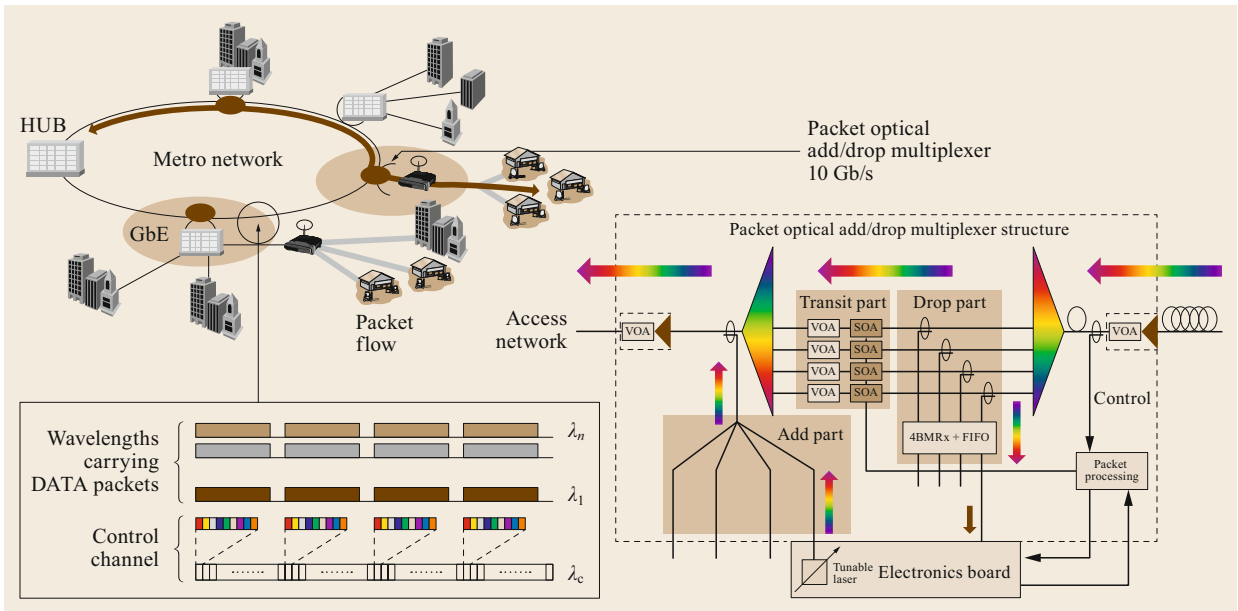 HUB
Metro network
GbE
Packet
flow
Packet optical
add/drop multiplexer
10 Gb/s
Packet optical add/drop multiplexer structure
Access
network
VOA
Transit part
VOA SOA
VOA SOA
VOA SOA
VOA SOA
Drop part
4BMRx + FIFO
VOA
Control
Packet
processing
Add part
Tunable
laser
Electronics board
Wavelengths
carrying
DATA packets
λn
λ1
Control
channel
λc